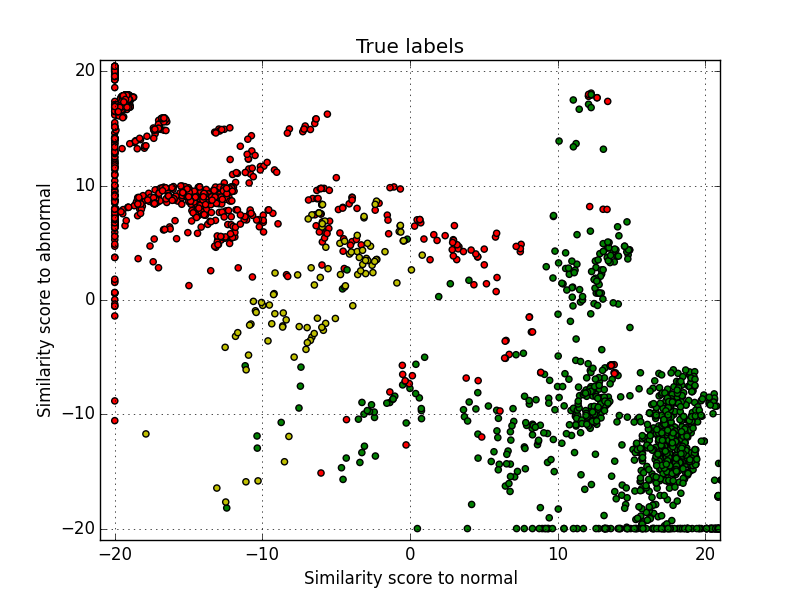 True labels
20
10
0
−10
−20
Similarity score to abnormal
−20 −10 0 10 20
Similarity score to normal